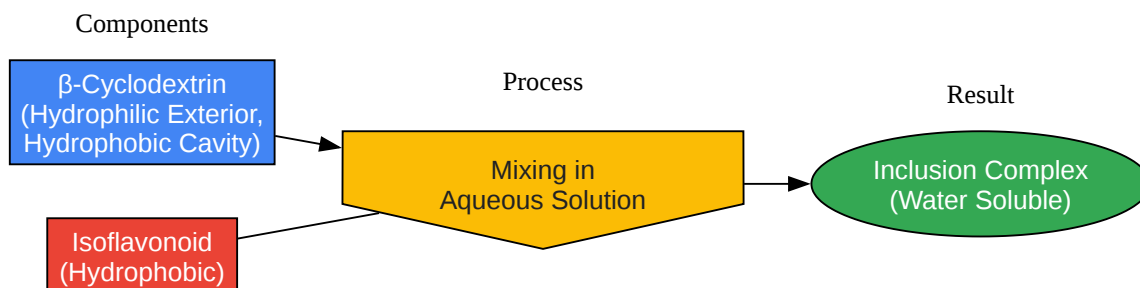 Components
β-Cyclodextrin
(Hydrophilic Exterior,
Hydrophobic Cavity)
Isoflavonoid
(Hydrophobic)
Process
Mixing in
Aqueous Solution
Result
Inclusion Complex
(Water Soluble)